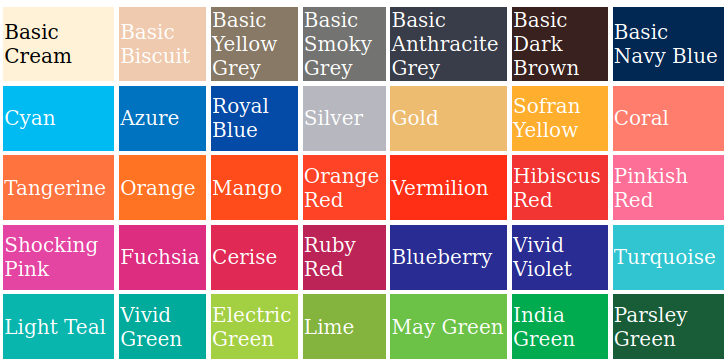 Basic
Cream
Basic
Biscuit
Basic
Yellow
Grey
Basic
Smoky
Grey
Basic
Anthracite
Grey
Basic
Dark
Brown
Basic
Navy Blue
Cyan
Azure
Royal
Blue
Silver
Gold
Sofran
Yellow
Coral
Tangerine
Orange
Mango
Orange
Red
Vermilion
Hibiscus
Red
Pinkish
Red
Shocking
Pink
Fuchsia
Cerise
Ruby
Red
Blueberry
Vivid
Violet
Turquoise
Light Teal
Vivid
Green
Electric
Green
Lime
May Green
India
Green
Parsley
Green